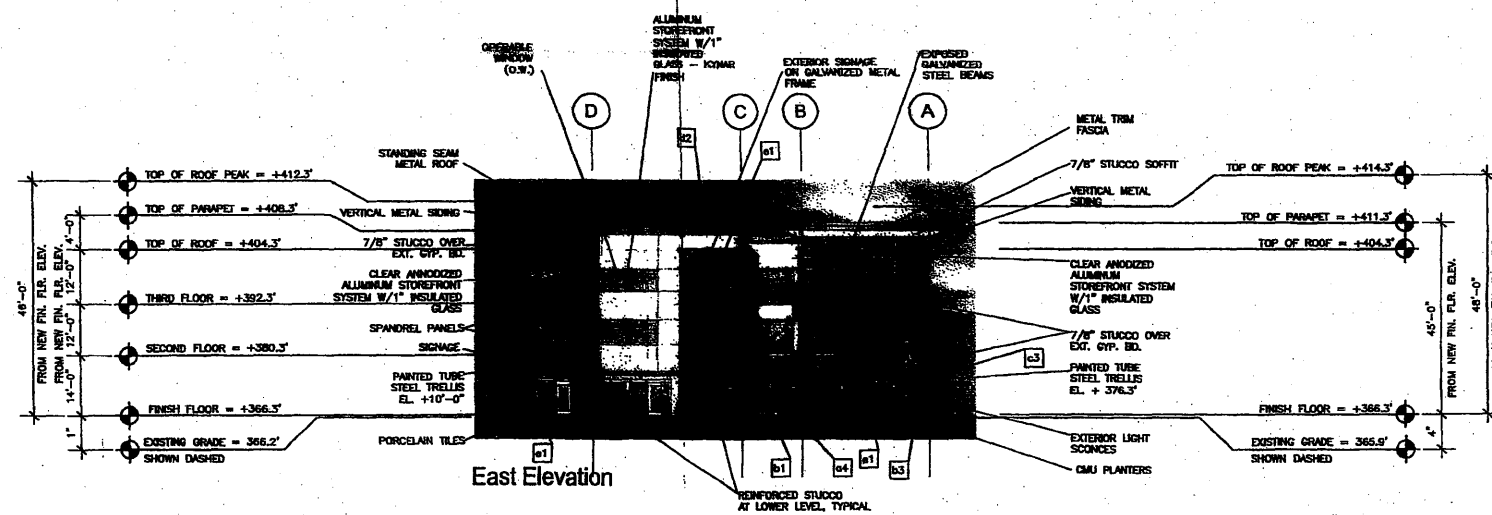 ALUMINUM
STOREFRONT
SYSTEM W/1"
INSULATED
GLASS - KYNAR
FINISH
OPERABLE
WINDOW
(O.W.)
EXTERIOR SIGNAGE
ON GALVANIZED METAL
FRAME
EXPOSED
GALVANIZED
STEEL BEAMS
D
C
B
A
METAL TRIM
FASCIA
a1
STANDING SEAM
METAL ROOF
7/8" STUCCO SOFFIT
TOP OF ROOF PEAK = +412.3'
TOP OF ROOF PEAK = +414.3'
VERTICAL METAL
SIDING
TOP OF PARAPET = +408.3'
VERTICAL METAL SIDING
TOP OF PARAPET = +411.3'
TOP OF ROOF = +404.3'
7/8" STUCCO OVER
EXT. GYP. BD.
TOP OF ROOF = +404.3'
CLEAR ANNODIZED
ALUMINUM STOREFRONT
SYSTEM W/1" INSULATED
GLASS
CLEAR ANODIZED
ALUMINUM
STOREFRONT SYSTEM
W/1" INSULATED
GLASS
THIRD FLOOR = +392.3'
SPANDREL PANELS
7/8" STUCCO OVER
EXT. GYP. BD.
SECOND FLOOR = +380.3'
SIGNAGE
c3
PAINTED TUBE
STEEL TRELLIS
EL. +10'-0"
PAINTED TUBE
STEEL TRELLIS
EL. + 376.3'
FINISH FLOOR = +366.3'
FINISH FLOOR = +366.3'
EXISTING GRADE = 366.2'
SHOWN DASHED
PORCELAIN TILES
EXTERIOR LIGHT
SCONCES
EXISTING GRADE = 365.9'
SHOWN DASHED
CMU PLANTERS
b1
a1
b3
East Elevation
REINFORCED STUCCO
AT LOWER LEVEL, TYPICAL
46'-0"
FROM NEW FIN. FLR. ELEV.
FROM NEW FIN. FLR. ELEV.
4'-0"
12'-0"
12'-0"
14'-0"
1"
45'-0"
FROM NEW FIN. FLR. ELEV.
48'-0"
4"